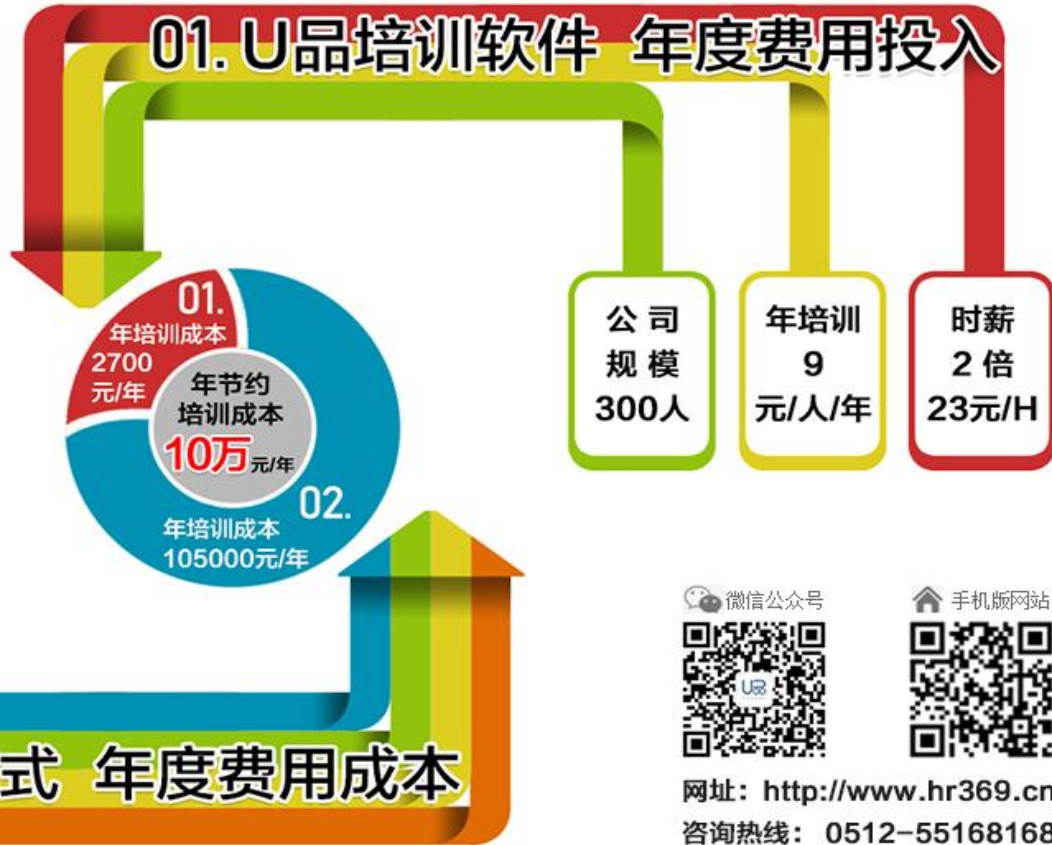 01. U品培训软件 年度费用投入
01.
年培训成本
2700
元/年
年节约
培训成本
10万元/年
02.
年培训成本
105000元/年
公司
规模
300人
年培训
9
元/人/年
时薪
2倍
23元/H
式 年度费用成本
微信公众号
手机版网站
U品
网址：http://www.hr369.cn
咨询热线：0512-55168168